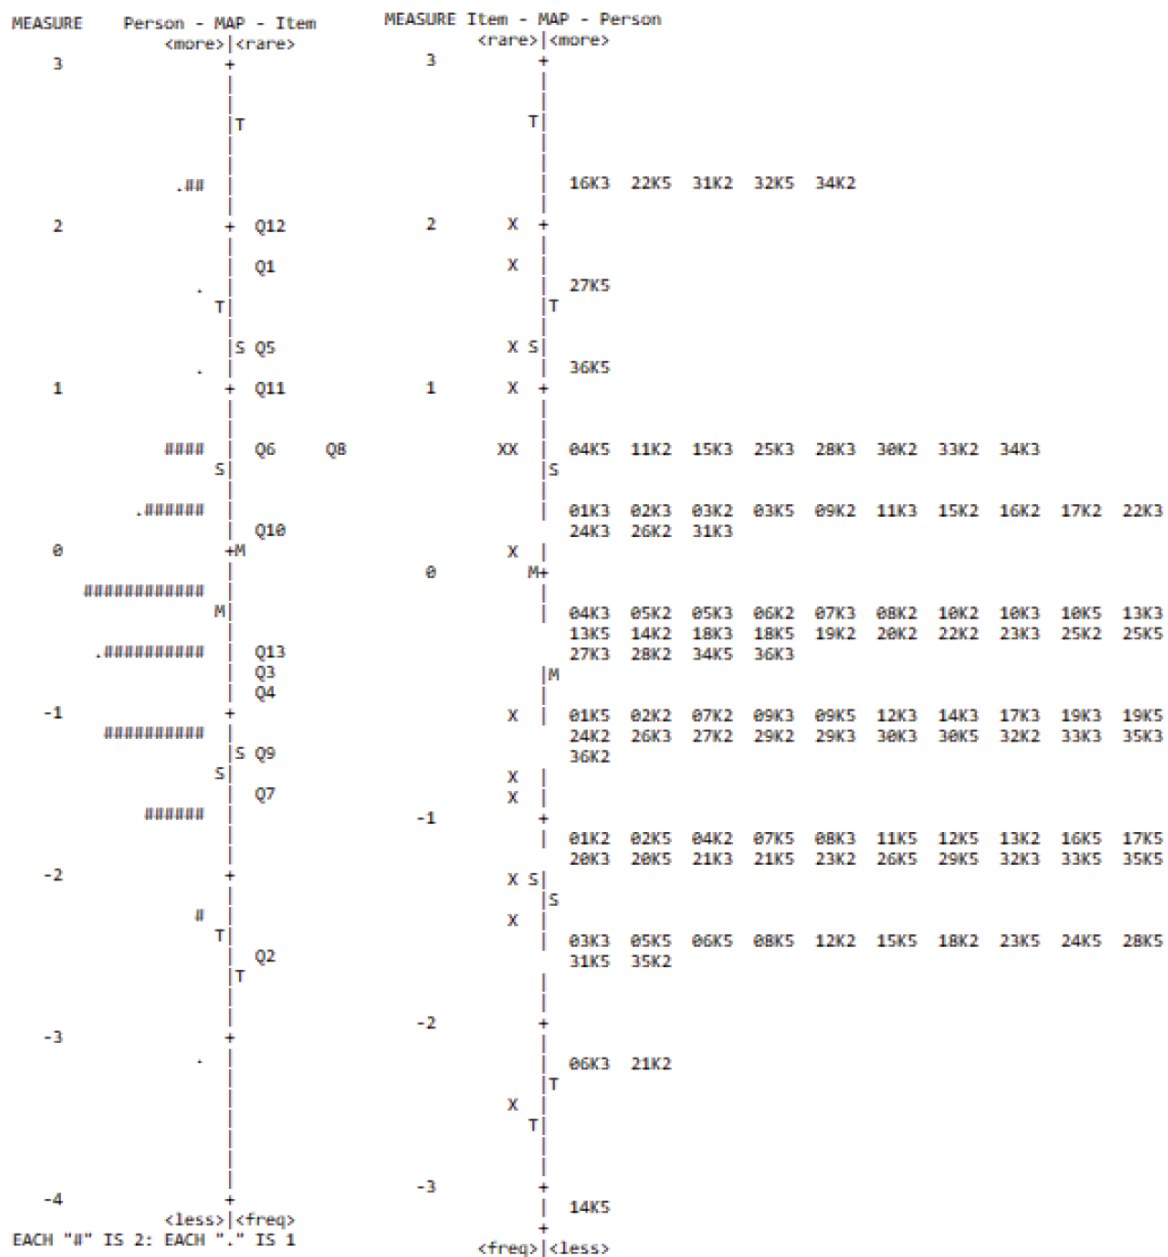 MEASURE    Person - MAP - Item
               <more>|<rare>
   3                 +
                     |
                     |
                     |T
                     |
                     |
                 .## |
                     |
   2                 +  Q12
                     |
                     |  Q1
                   . |
                    T|
                     |
                     |S Q5
                   . |
   1                 +  Q11
                     |
                     |
                #### |  Q6     Q8
                    S|
                     |
             .###### |
                     |  Q10
   0                 +M
                     |
        ############ |
                    M|
                     |
         .########## |  Q13
                     |  Q3
                     |  Q4
  -1                 +
          ########## |
                     |S Q9
                    S|
                     |  Q7
              ###### |
                     |
                     |
  -2                 +
                     |
                   # |
                    T|
                     |  Q2
                     |T
                     |
                     |
  -3                 +
                   . |
                     |
                     |
                     |
                     |
                     |
                     |
  -4                 +
               <less>|<freq>
EACH "#" IS 2: EACH "." IS 1
MEASURE Item - MAP - Person
         <rare>|<more>
   3           +
               |
               |
              T|
               |
               |
               | 16K3  22K5  31K2  32K5  34K2
               |
   2        X  +
               |
            X  |
               | 27K5
               |T
               |
            X S|
               | 36K5
   1        X  +
               |
               |
           XX  | 04K5  11K2  15K3  25K3  28K3  30K2  33K2  34K3
               |S
               |
               | 01K3  02K3  03K2  03K5  09K2  11K3  15K2  16K2  17K2  22K3
                 24K3  26K2  31K3
            X  |
   0          M+
               |
               | 04K3  05K2  05K3  06K2  07K3  08K2  10K2  10K3  10K5  13K3
                 13K5  14K2  18K3  18K5  19K2  20K2  22K2  23K3  25K2  25K5
                 27K3  28K2  34K5  36K3
               |M
               |
            X  | 01K5  02K2  07K2  09K3  09K5  12K3  14K3  17K3  19K3  19K5
                 24K2  26K3  27K2  29K2  29K3  30K3  30K5  32K2  33K3  35K3
                 36K2
            X  |
            X  |
  -1           +
               | 01K2  02K5  04K2  07K5  08K3  11K5  12K5  13K2  16K5  17K5
                 20K3  20K5  21K3  21K5  23K2  26K5  29K5  32K3  33K5  35K5
            X S|
               |S
            X  |
               | 03K3  05K5  06K5  08K5  12K2  15K5  18K2  23K5  24K5  28K5
                 31K5  35K2
               |
               |
  -2           +
               |
               | 06K3  21K2
               |T
            X  |
              T|
               |
               |
  -3           +
               | 14K5
               +
         <freq>|<less>